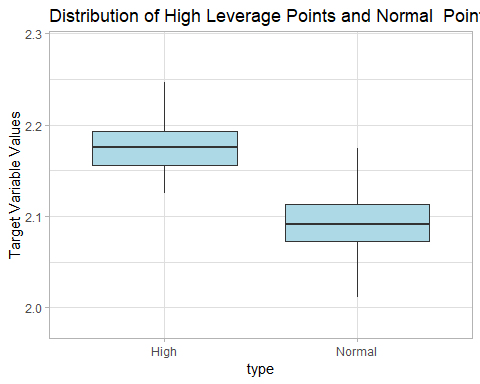 Distribution of High Leverage Points and Normal  Poin
2.3
2.2
2.1
2.0
Target Variable Values
High Normal
type